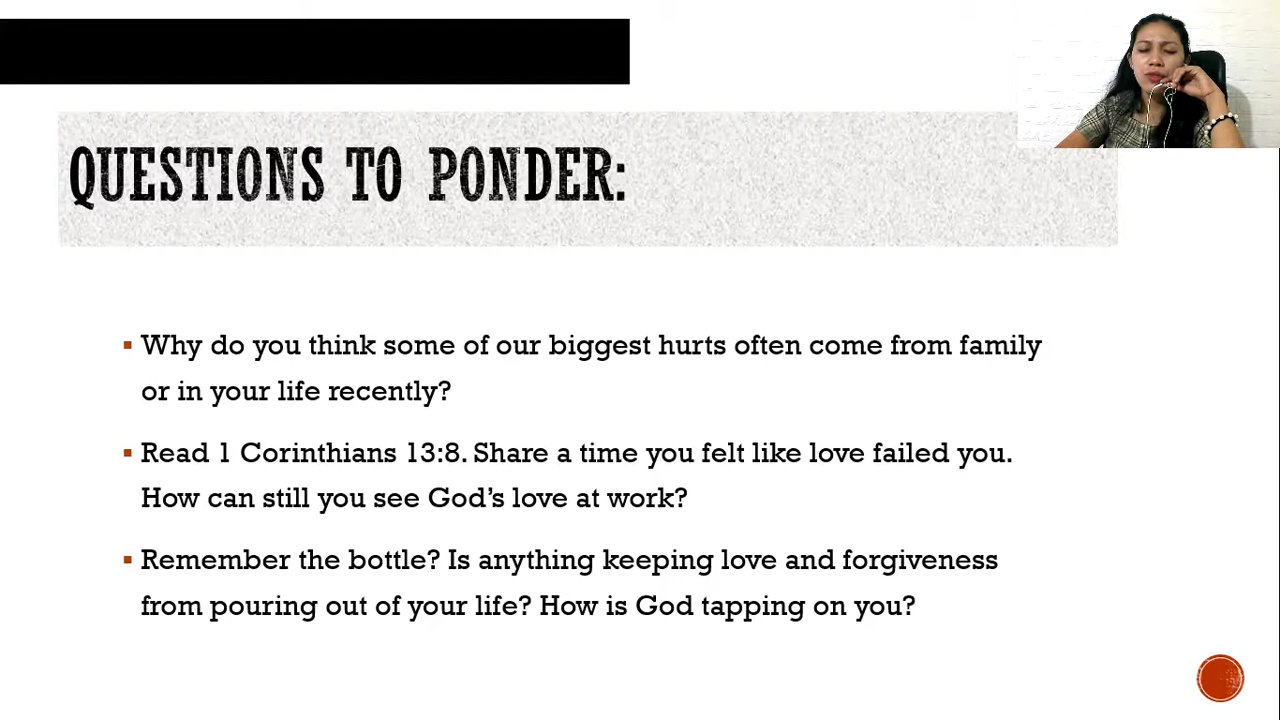 QUESTIONS TO PONDER:
Why do you think some of our biggest hurts often come from family
or in your life recently?
Read 1 Corinthians 13:8. Share a time you felt like love failed you.
How can still you see God's love at work?
Remember the bottle? Is anything keeping love and forgiveness
from pouring out of your life? How is God tapping on you?